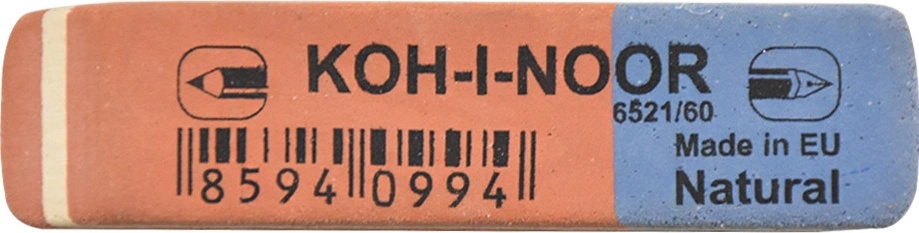 KOH-I-NOOR
6521/60
Made in EU
Natural
8594 0994